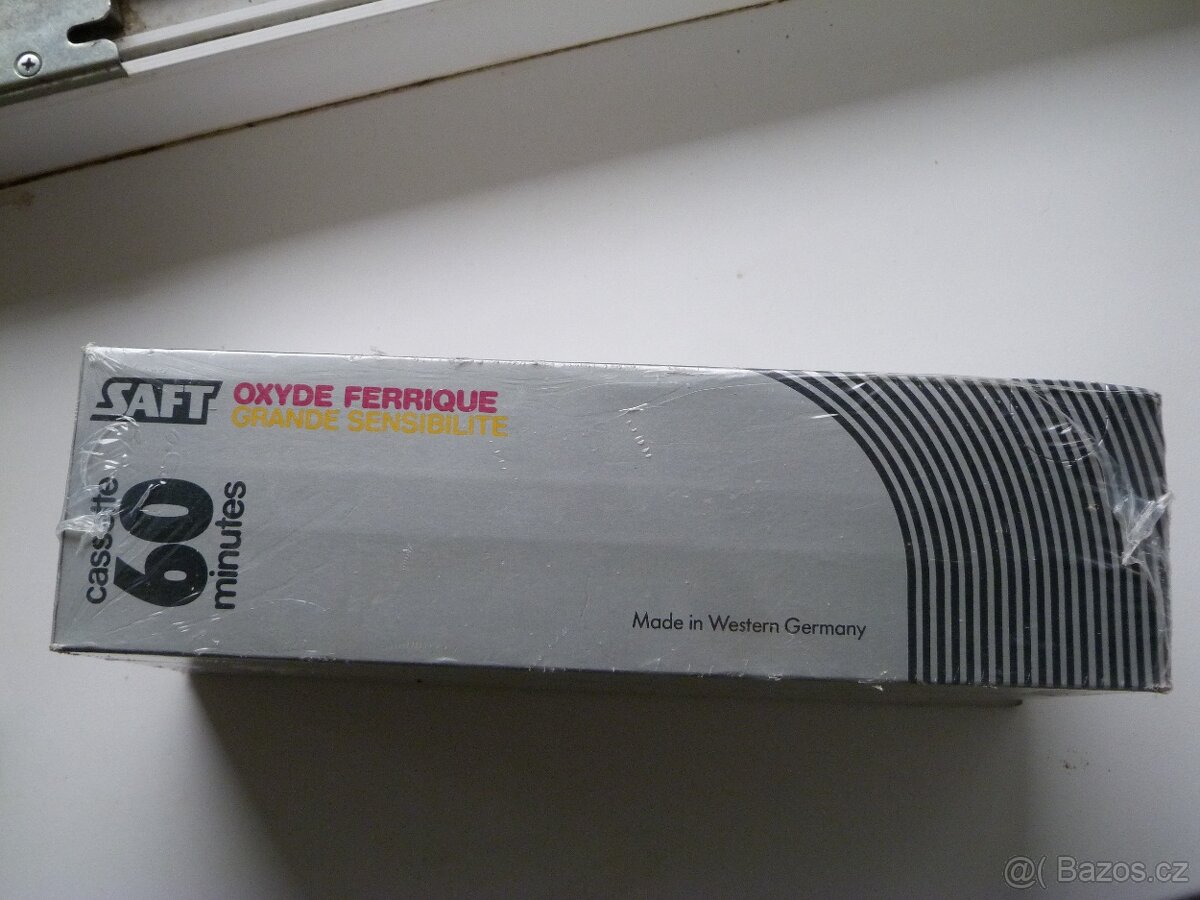 SAFT
OXYDE FERRIQUE
GRANDE SENSIBILITE
cassette
60
minutes
Made in Western Germany
@( Bazos.cz